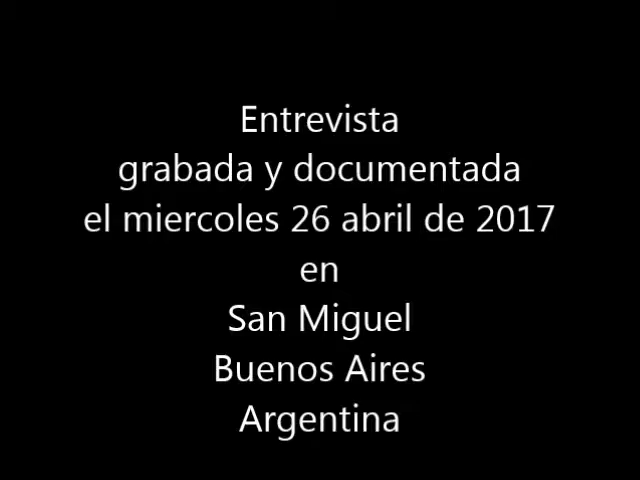 Entrevista
grabada y documentada
el miercoles 26 abril de 2017
en
San Miguel
Buenos Aires
Argentina